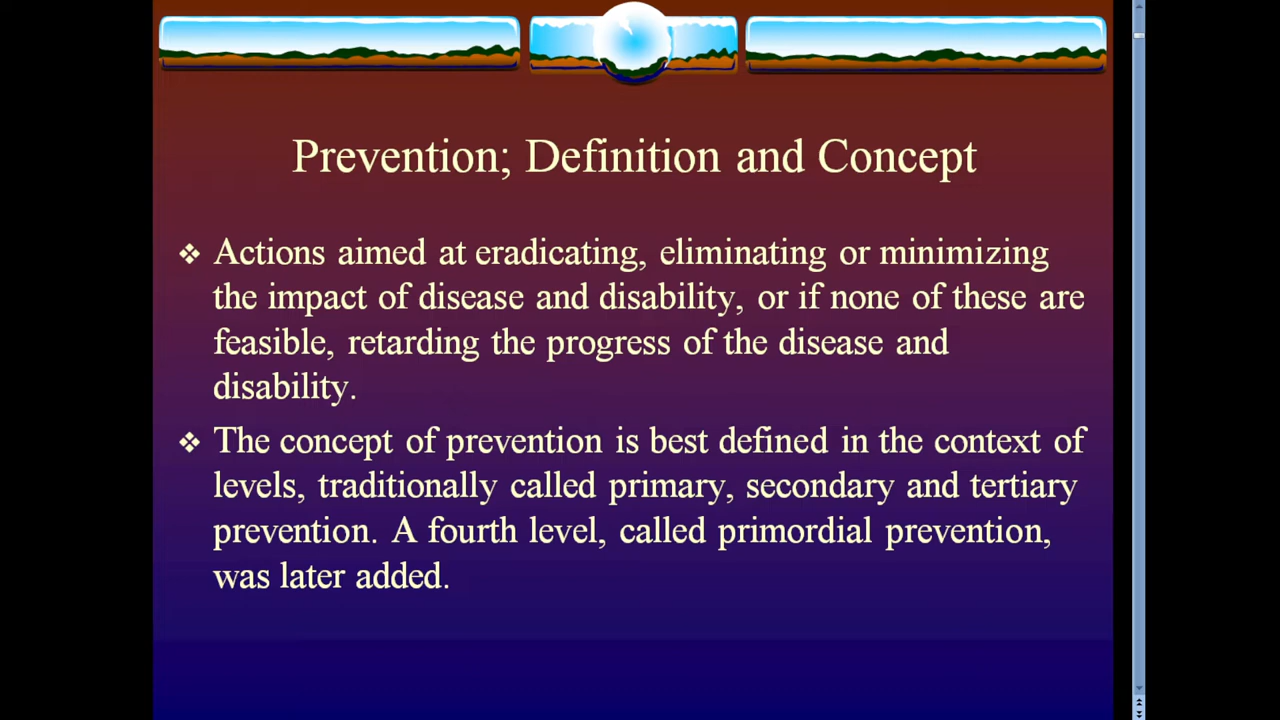 Prevention; Definition and Concept
❖ Actions aimed at eradicating, eliminating or minimizing
the impact of disease and disability, or if none of these are
feasible, retarding the progress of the disease and
disability.
❖ The concept of prevention is best defined in the context of
levels, traditionally called primary, secondary and tertiary
prevention. A fourth level, called primordial prevention,
was later added.